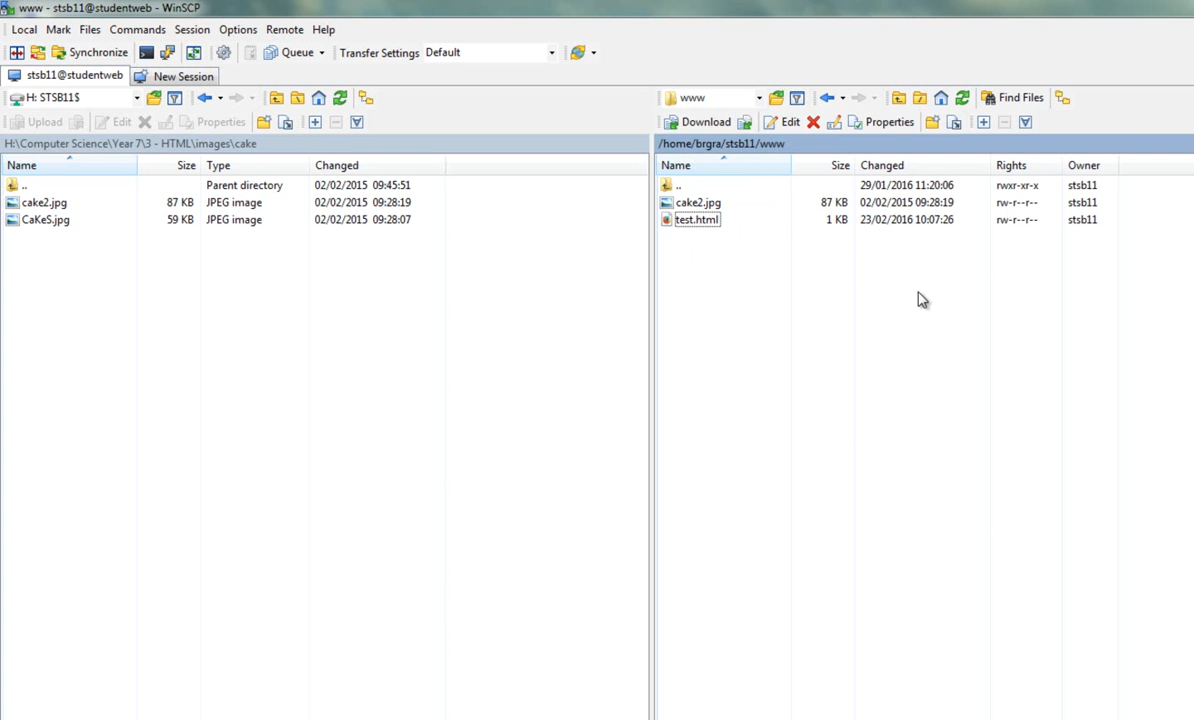 www - stsb11@studentweb - WinSCP
Local Mark Files Commands Session Options Remote Help
Synchronize Queue Transfer Settings Default
stsb11@studentweb New Session
H: STSB11$ www Find Files
Upload Edit Properties Download Edit Properties
H:\Computer Science\Year 7\3 - HTML\images\cake /home/brgra/stsb11/www
Name Size Type Changed Name Size Changed Rights Owner
.. Parent directory 02/02/2015 09:45:51 .. 29/01/2016 11:20:06 rwxr-xr-x stsb11
cake2.jpg 87 KB JPEG image 02/02/2015 09:28:19 cake2.jpg 87 KB 02/02/2015 09:28:19 rw-r--r-- stsb11
CaKeS.jpg 59 KB JPEG image 02/02/2015 09:28:07 test.html 1 KB 23/02/2016 10:07:26 rw-r--r-- stsb11